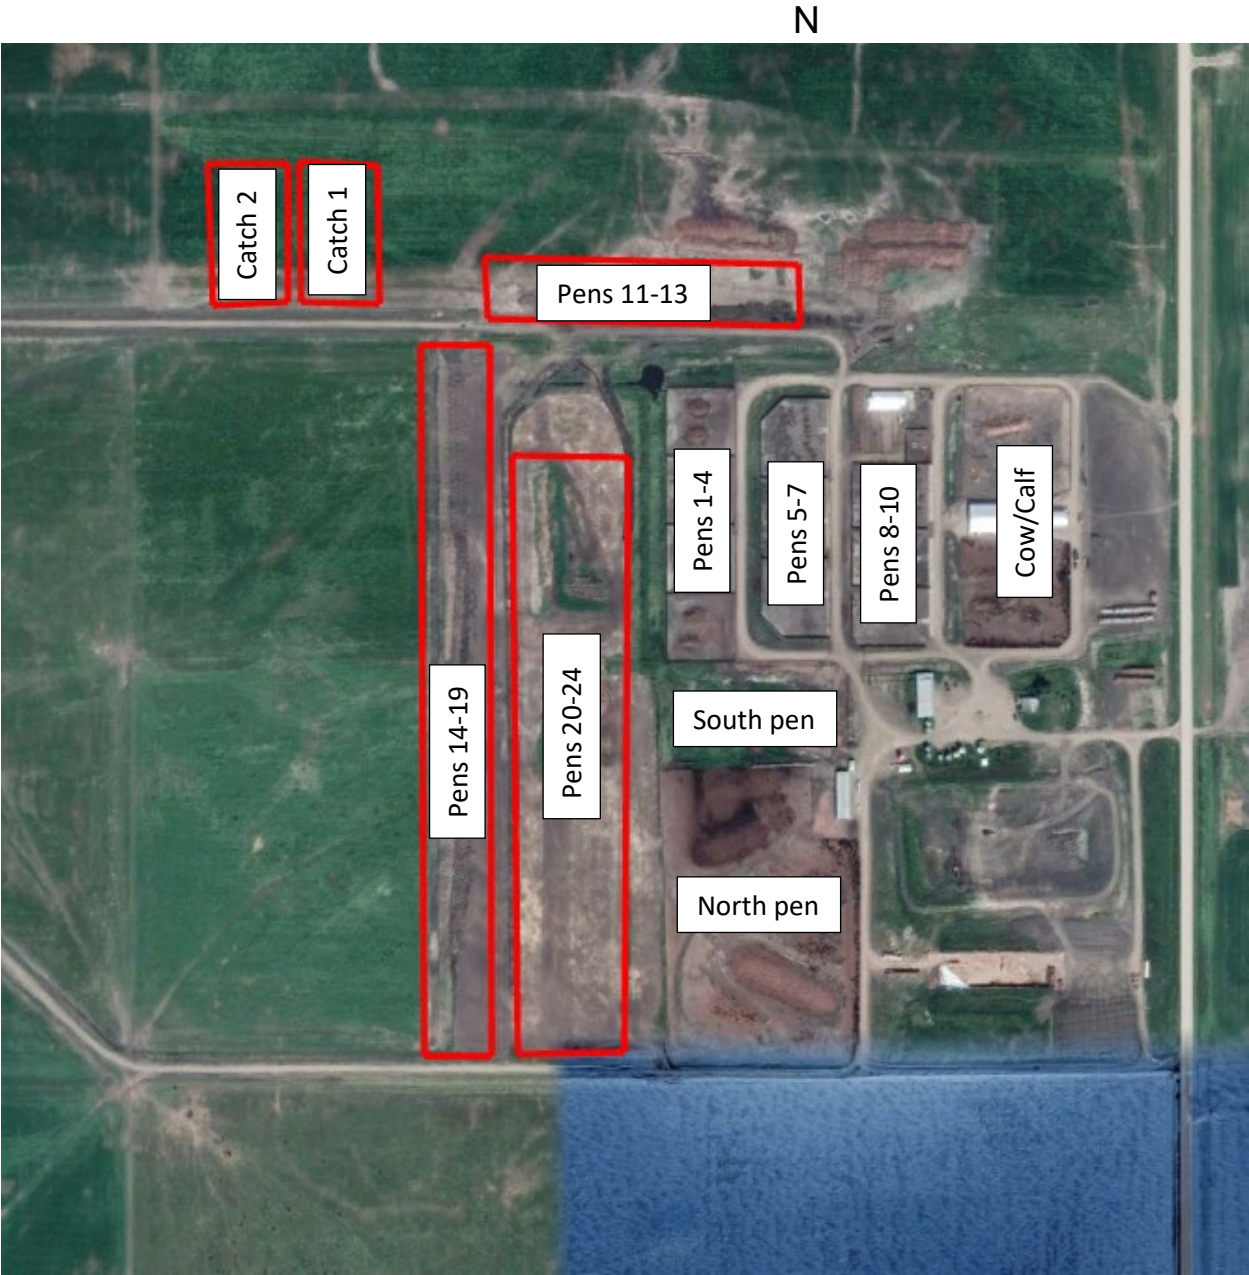 N
Catch 2
Catch 1
Pens 11-13
Pens 1-4
Pens 5-7
Pens 8-10
Cow/Calf
Pens 14-19
Pens 20-24
South pen
North pen